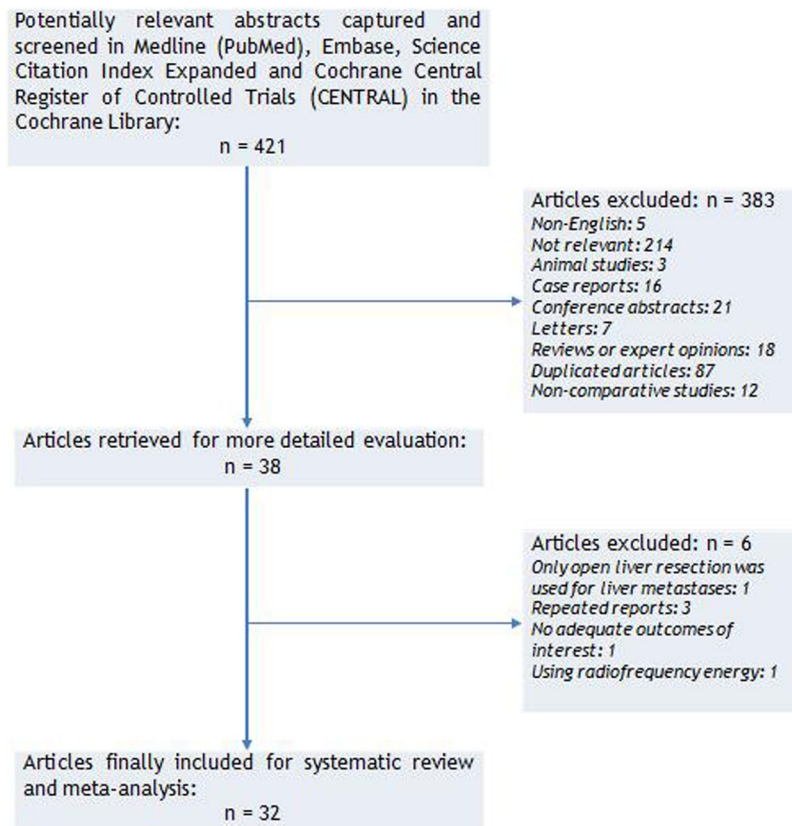 Potentially relevant abstracts captured and
screened in Medline (PubMed), Embase, Science
Citation Index Expanded and Cochrane Central
Register of Controlled Trials (CENTRAL) in the
Cochrane Library:
n = 421
Articles excluded: n = 383
Non-English: 5
Not relevant: 214
Animal studies: 3
Case reports: 16
Conference abstracts: 21
Letters: 7
Reviews or expert opinions: 18
Duplicated articles: 87
Non-comparative studies: 12
Articles retrieved for more detailed evaluation:
n = 38
Articles excluded: n = 6
Only open liver resection was
used for liver metastases: 1
Repeated reports: 3
No adequate outcomes of
interest: 1
Using radiofrequency energy: 1
Articles finally included for systematic review
and meta-analysis:
n = 32